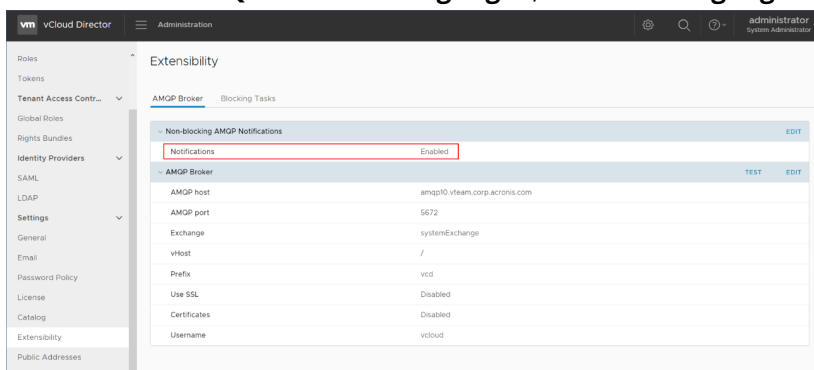 vm vCloud Director Administration administrator
System Administrator
Roles
Tokens
Tenant Access Contr...
Global Roles
Rights Bundles
Identity Providers
SAML
LDAP
Settings
General
Email
Password Policy
License
Catalog
Extensibility
Public Addresses
Extensibility
AMQP Broker Blocking Tasks
Non-blocking AMQP Notifications EDIT
Notifications Enabled
AMQP Broker TEST EDIT
AMQP host amqp10.vteam.corp.acronis.com
AMQP port 5672
Exchange systemExchange
vHost /
Prefix vcd
Use SSL Disabled
Certificates Disabled
Username vcloud